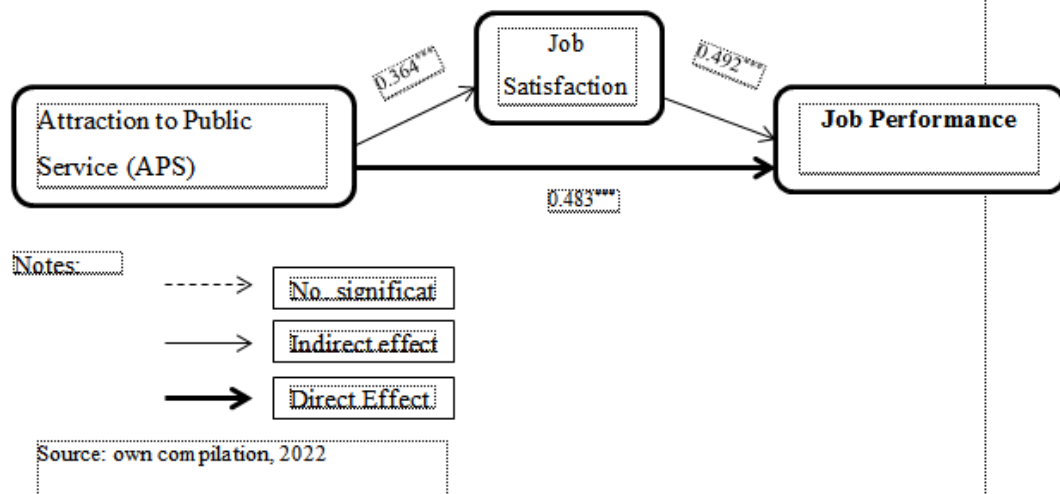 Job
Satisfaction
0.364***
0.492***
Attraction to Public
Service (APS)
Job Performance
0.483***
Notes:
No significat
Indirect effect
Direct Effect
Source: own compilation, 2022